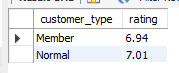 customer_type rating
Member 6.94
Normal 7.01